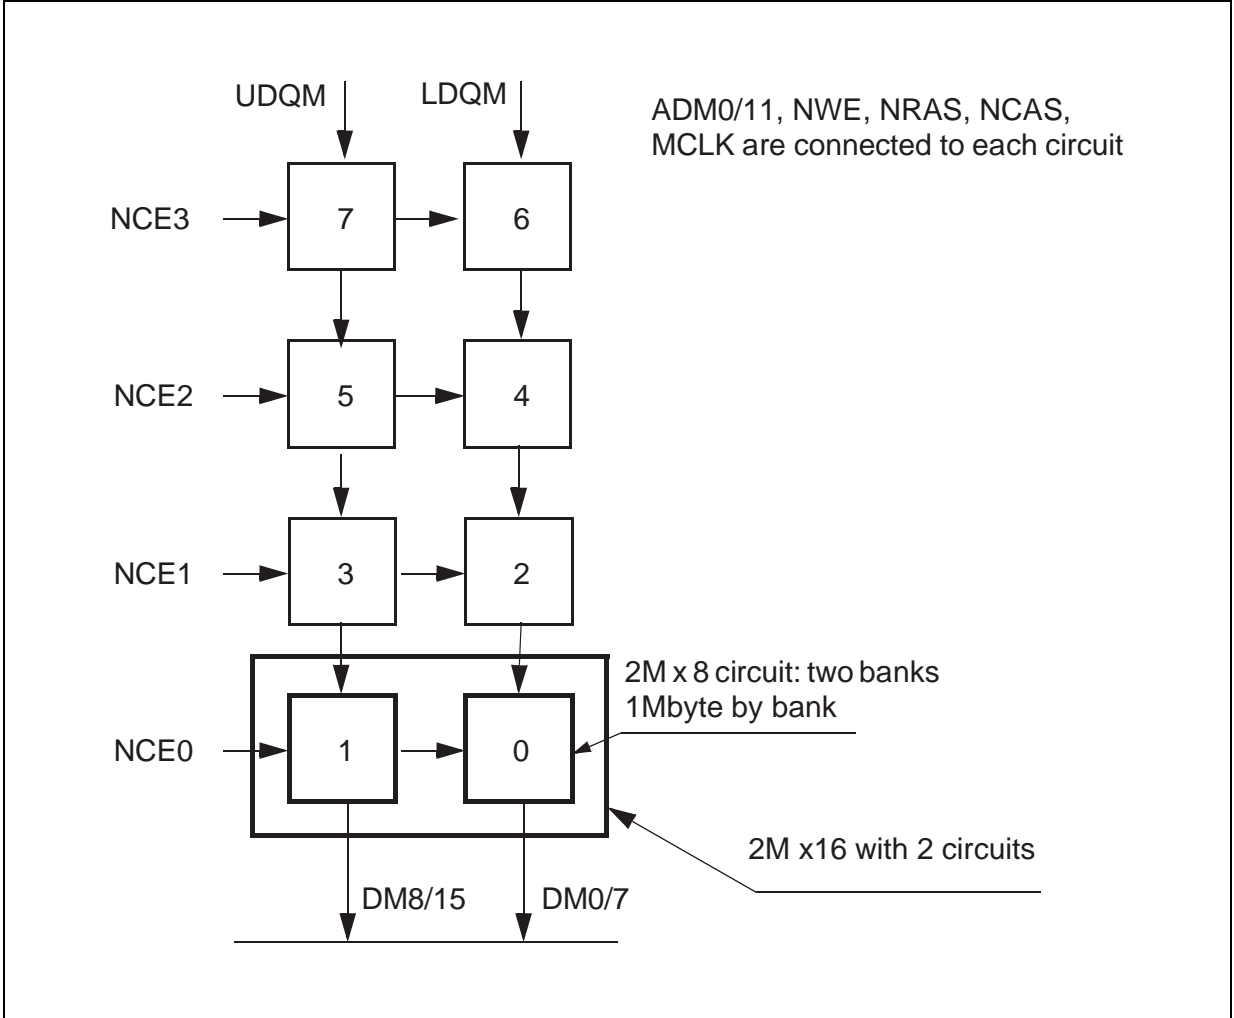 UDQM
LDQM
ADM0/11, NWE, NRAS, NCAS,
MCLK are connected to each circuit
NCE3
7
6
NCE2
5
4
NCE1
3
2
2M x 8 circuit: two banks
1Mbyte by bank
NCE0
1
0
2M x16 with 2 circuits
DM8/15
DM0/7